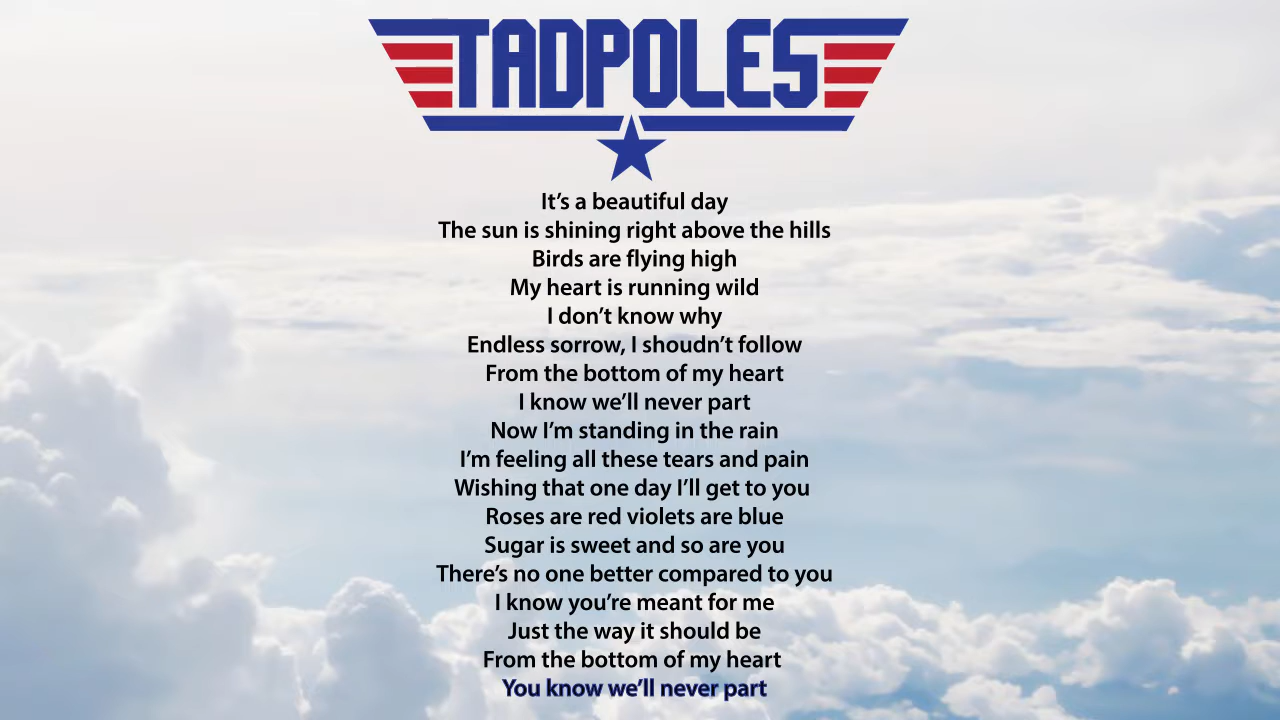 TADPOLES
It's a beautiful day
The sun is shining right above the hills
Birds are flying high
My heart is running wild
I don't know why
Endless sorrow, I shoudn't follow
From the bottom of my heart
I know we'll never part
Now I'm standing in the rain
I'm feeling all these tears and pain
Wishing that one day I'll get to you
Roses are red violets are blue
Sugar is sweet and so are you
There's no one better compared to you
I know you're meant for me
Just the way it should be
From the bottom of my heart
You know we'll never part